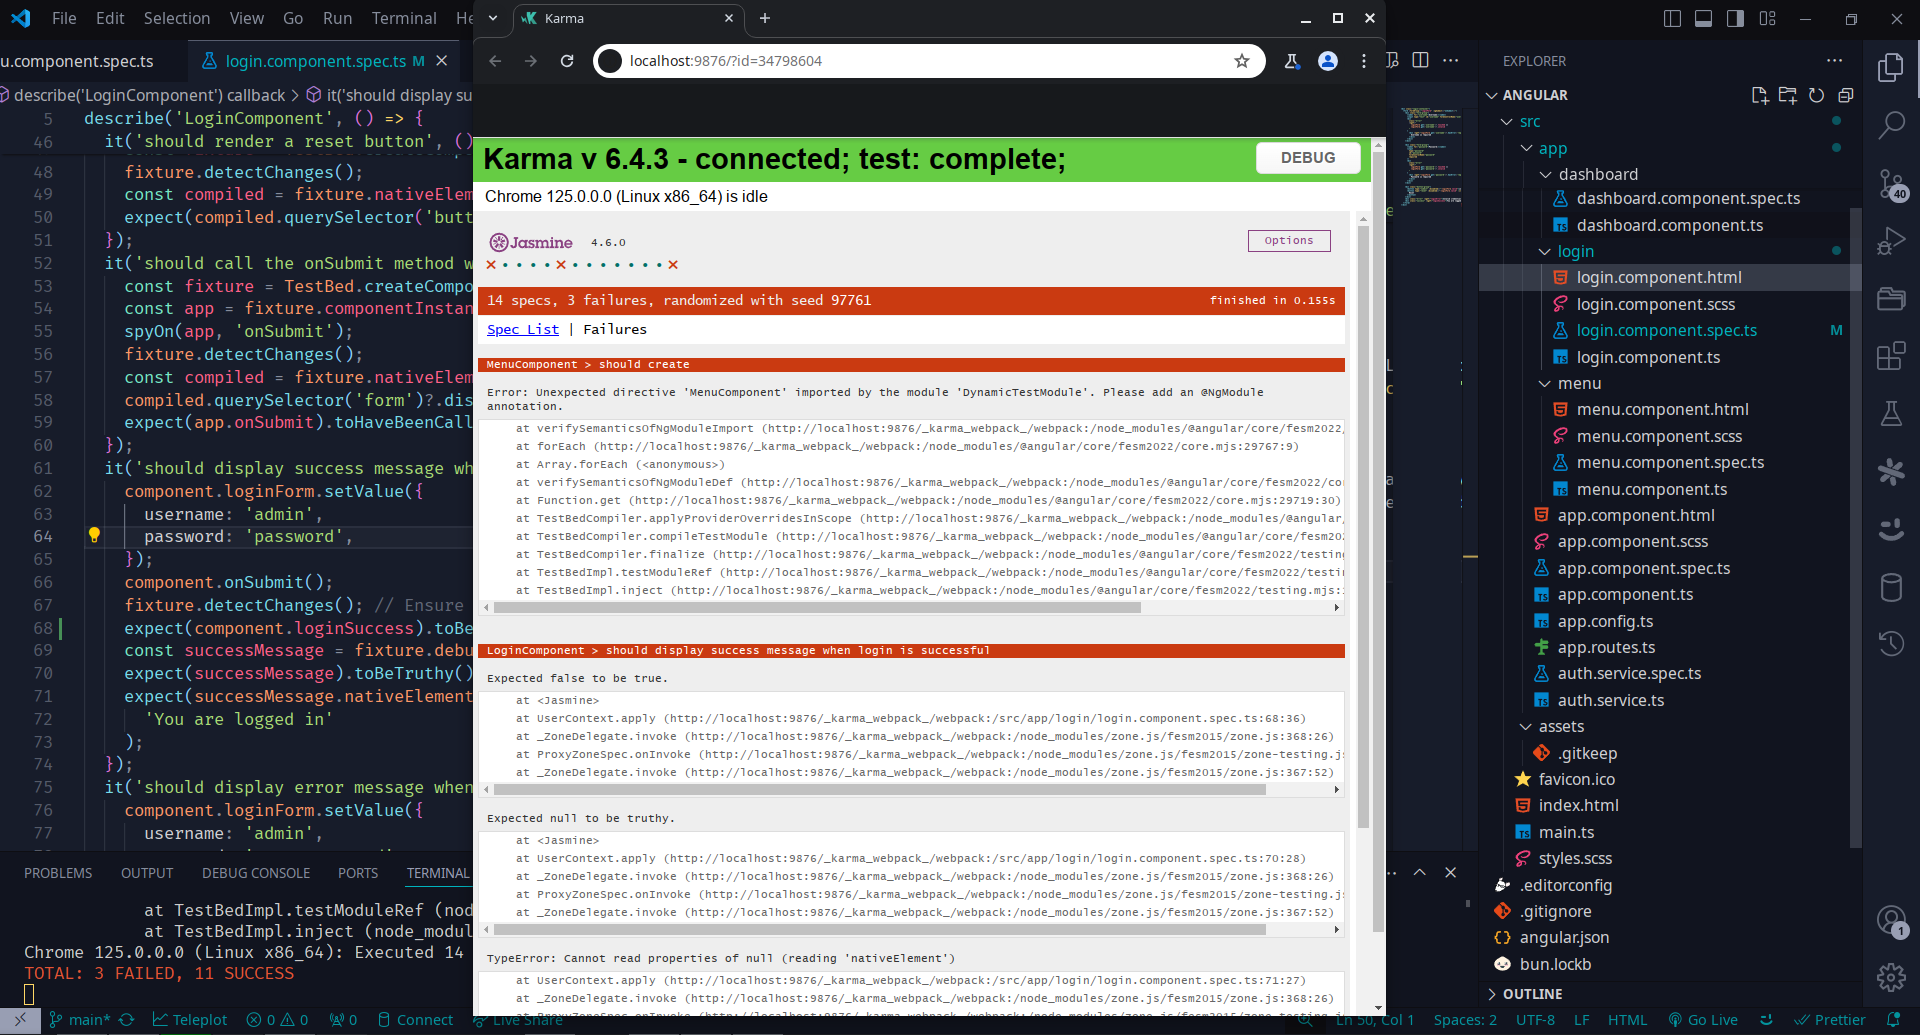 File Edit Selection View Go Run Terminal
u.component.spec.ts login.component.spec.ts M
describe('LoginComponent') callback > it('should display su
5 describe('LoginComponent', () => {
46 it('should render a reset button', ()
48 fixture.detectChanges();
49 const compiled = fixture.nativeElem
50 expect(compiled.querySelector('butt
51 });
52 it('should call the onSubmit method w
53 const fixture = TestBed.createCompo
54 const app = fixture.componentInstan
55 spyOn(app, 'onSubmit');
56 fixture.detectChanges();
57 const compiled = fixture.nativeElem
58 compiled.querySelector('form')?.dis
59 expect(app.onSubmit).toHaveBeenCall
60 });
61 it('should display success message wh
62 component.loginForm.setValue({
63 username: 'admin',
64 password: 'password',
65 });
66 component.onSubmit();
67 fixture.detectChanges(); // Ensure
68 expect(component.loginSuccess).toBe
69 const successMessage = fixture.debu
70 expect(successMessage).toBeTruthy()
71 expect(successMessage.nativeElement
72 'You are logged in'
73 );
74 });
75 it('should display error message when
76 component.loginForm.setValue({
77 username: 'admin',
PROBLEMS OUTPUT DEBUG CONSOLE PORTS TERMINAL
at TestBedImpl.testModuleRef (nod
at TestBedImpl.inject (node_modul
Chrome 125.0.0.0 (Linux x86_64): Executed 14
TOTAL: 3 FAILED, 11 SUCCESS
Karma
localhost:9876/?id=34798604
Karma v 6.4.3 - connected; test: complete;
DEBUG
Chrome 125.0.0.0 (Linux x86_64) is idle
Jasmine 4.6.0
Options
14 specs, 3 failures, randomized with seed 97761 finished in 0.155s
Spec List | Failures
MenuComponent > should create
Error: Unexpected directive 'MenuComponent' imported by the module 'DynamicTestModule'. Please add an @NgModule
annotation.
at verifySemanticsOfNgModuleImport (http://localhost:9876/_karma_webpack_/webpack:/node_modules/@angular/core/fesm2022,
at forEach (http://localhost:9876/_karma_webpack_/webpack:/node_modules/@angular/core/fesm2022/core.mjs:29767:9)
at Array.forEach (<anonymous>)
at verifySemanticsOfNgModuleDef (http://localhost:9876/_karma_webpack_/webpack:/node_modules/@angular/core/fesm2022/cor
at Function.get (http://localhost:9876/_karma_webpack_/webpack:/node_modules/@angular/core/fesm2022/core.mjs:29719:30)
at TestBedCompiler.applyProviderOverridesInScope (http://localhost:9876/_karma_webpack_/webpack:/node_modules/@angular/
at TestBedCompiler.compileTestModule (http://localhost:9876/_karma_webpack_/webpack:/node_modules/@angular/core/fesm202
at TestBedCompiler.finalize (http://localhost:9876/_karma_webpack_/webpack:/node_modules/@angular/core/fesm2022/testing
at TestBedImpl.testModuleRef (http://localhost:9876/_karma_webpack_/webpack:/node_modules/@angular/core/fesm2022/testin
at TestBedImpl.inject (http://localhost:9876/_karma_webpack_/webpack:/node_modules/@angular/core/fesm2022/testing.mjs:
LoginComponent > should display success message when login is successful
Expected false to be true.
at <Jasmine>
at UserContext.apply (http://localhost:9876/_karma_webpack_/webpack:/src/app/login/login.component.spec.ts:68:36)
at _ZoneDelegate.invoke (http://localhost:9876/_karma_webpack_/webpack:/node_modules/zone.js/fesm2015/zone.js:368:26)
at ProxyZoneSpec.onInvoke (http://localhost:9876/_karma_webpack_/webpack:/node_modules/zone.js/fesm2015/zone-testing.js
at _ZoneDelegate.invoke (http://localhost:9876/_karma_webpack_/webpack:/node_modules/zone.js/fesm2015/zone.js:367:52)
Expected null to be truthy.
at <Jasmine>
at UserContext.apply (http://localhost:9876/_karma_webpack_/webpack:/src/app/login/login.component.spec.ts:70:28)
at _ZoneDelegate.invoke (http://localhost:9876/_karma_webpack_/webpack:/node_modules/zone.js/fesm2015/zone.js:368:26)
at ProxyZoneSpec.onInvoke (http://localhost:9876/_karma_webpack_/webpack:/node_modules/zone.js/fesm2015/zone-testing.js
at _ZoneDelegate.invoke (http://localhost:9876/_karma_webpack_/webpack:/node_modules/zone.js/fesm2015/zone.js:367:52)
TypeError: Cannot read properties of null (reading 'nativeElement')
at UserContext.apply (http://localhost:9876/_karma_webpack_/webpack:/src/app/login/login.component.spec.ts:71:27)
at _ZoneDelegate.invoke (http://localhost:9876/_karma_webpack_/webpack:/node_modules/zone.js/fesm2015/zone.js:368:26)
EXPLORER
ANGULAR
src
app
dashboard
dashboard.component.spec.ts
dashboard.component.ts
login
login.component.html
login.component.scss
login.component.spec.ts M
login.component.ts
menu
menu.component.html
menu.component.scss
menu.component.spec.ts
menu.component.ts
app.component.html
app.component.scss
app.component.spec.ts
app.component.ts
app.config.ts
app.routes.ts
auth.service.spec.ts
auth.service.ts
assets
.gitkeep
favicon.ico
index.html
main.ts
styles.scss
.editorconfig
.gitignore
angular.json
bun.lockb
OUTLINE
40
1
main* Teleplot 0 0 0 Connect Live Share Ln 50, Col 1 Spaces: 2 UTF-8 LF HTML Go Live Prettier